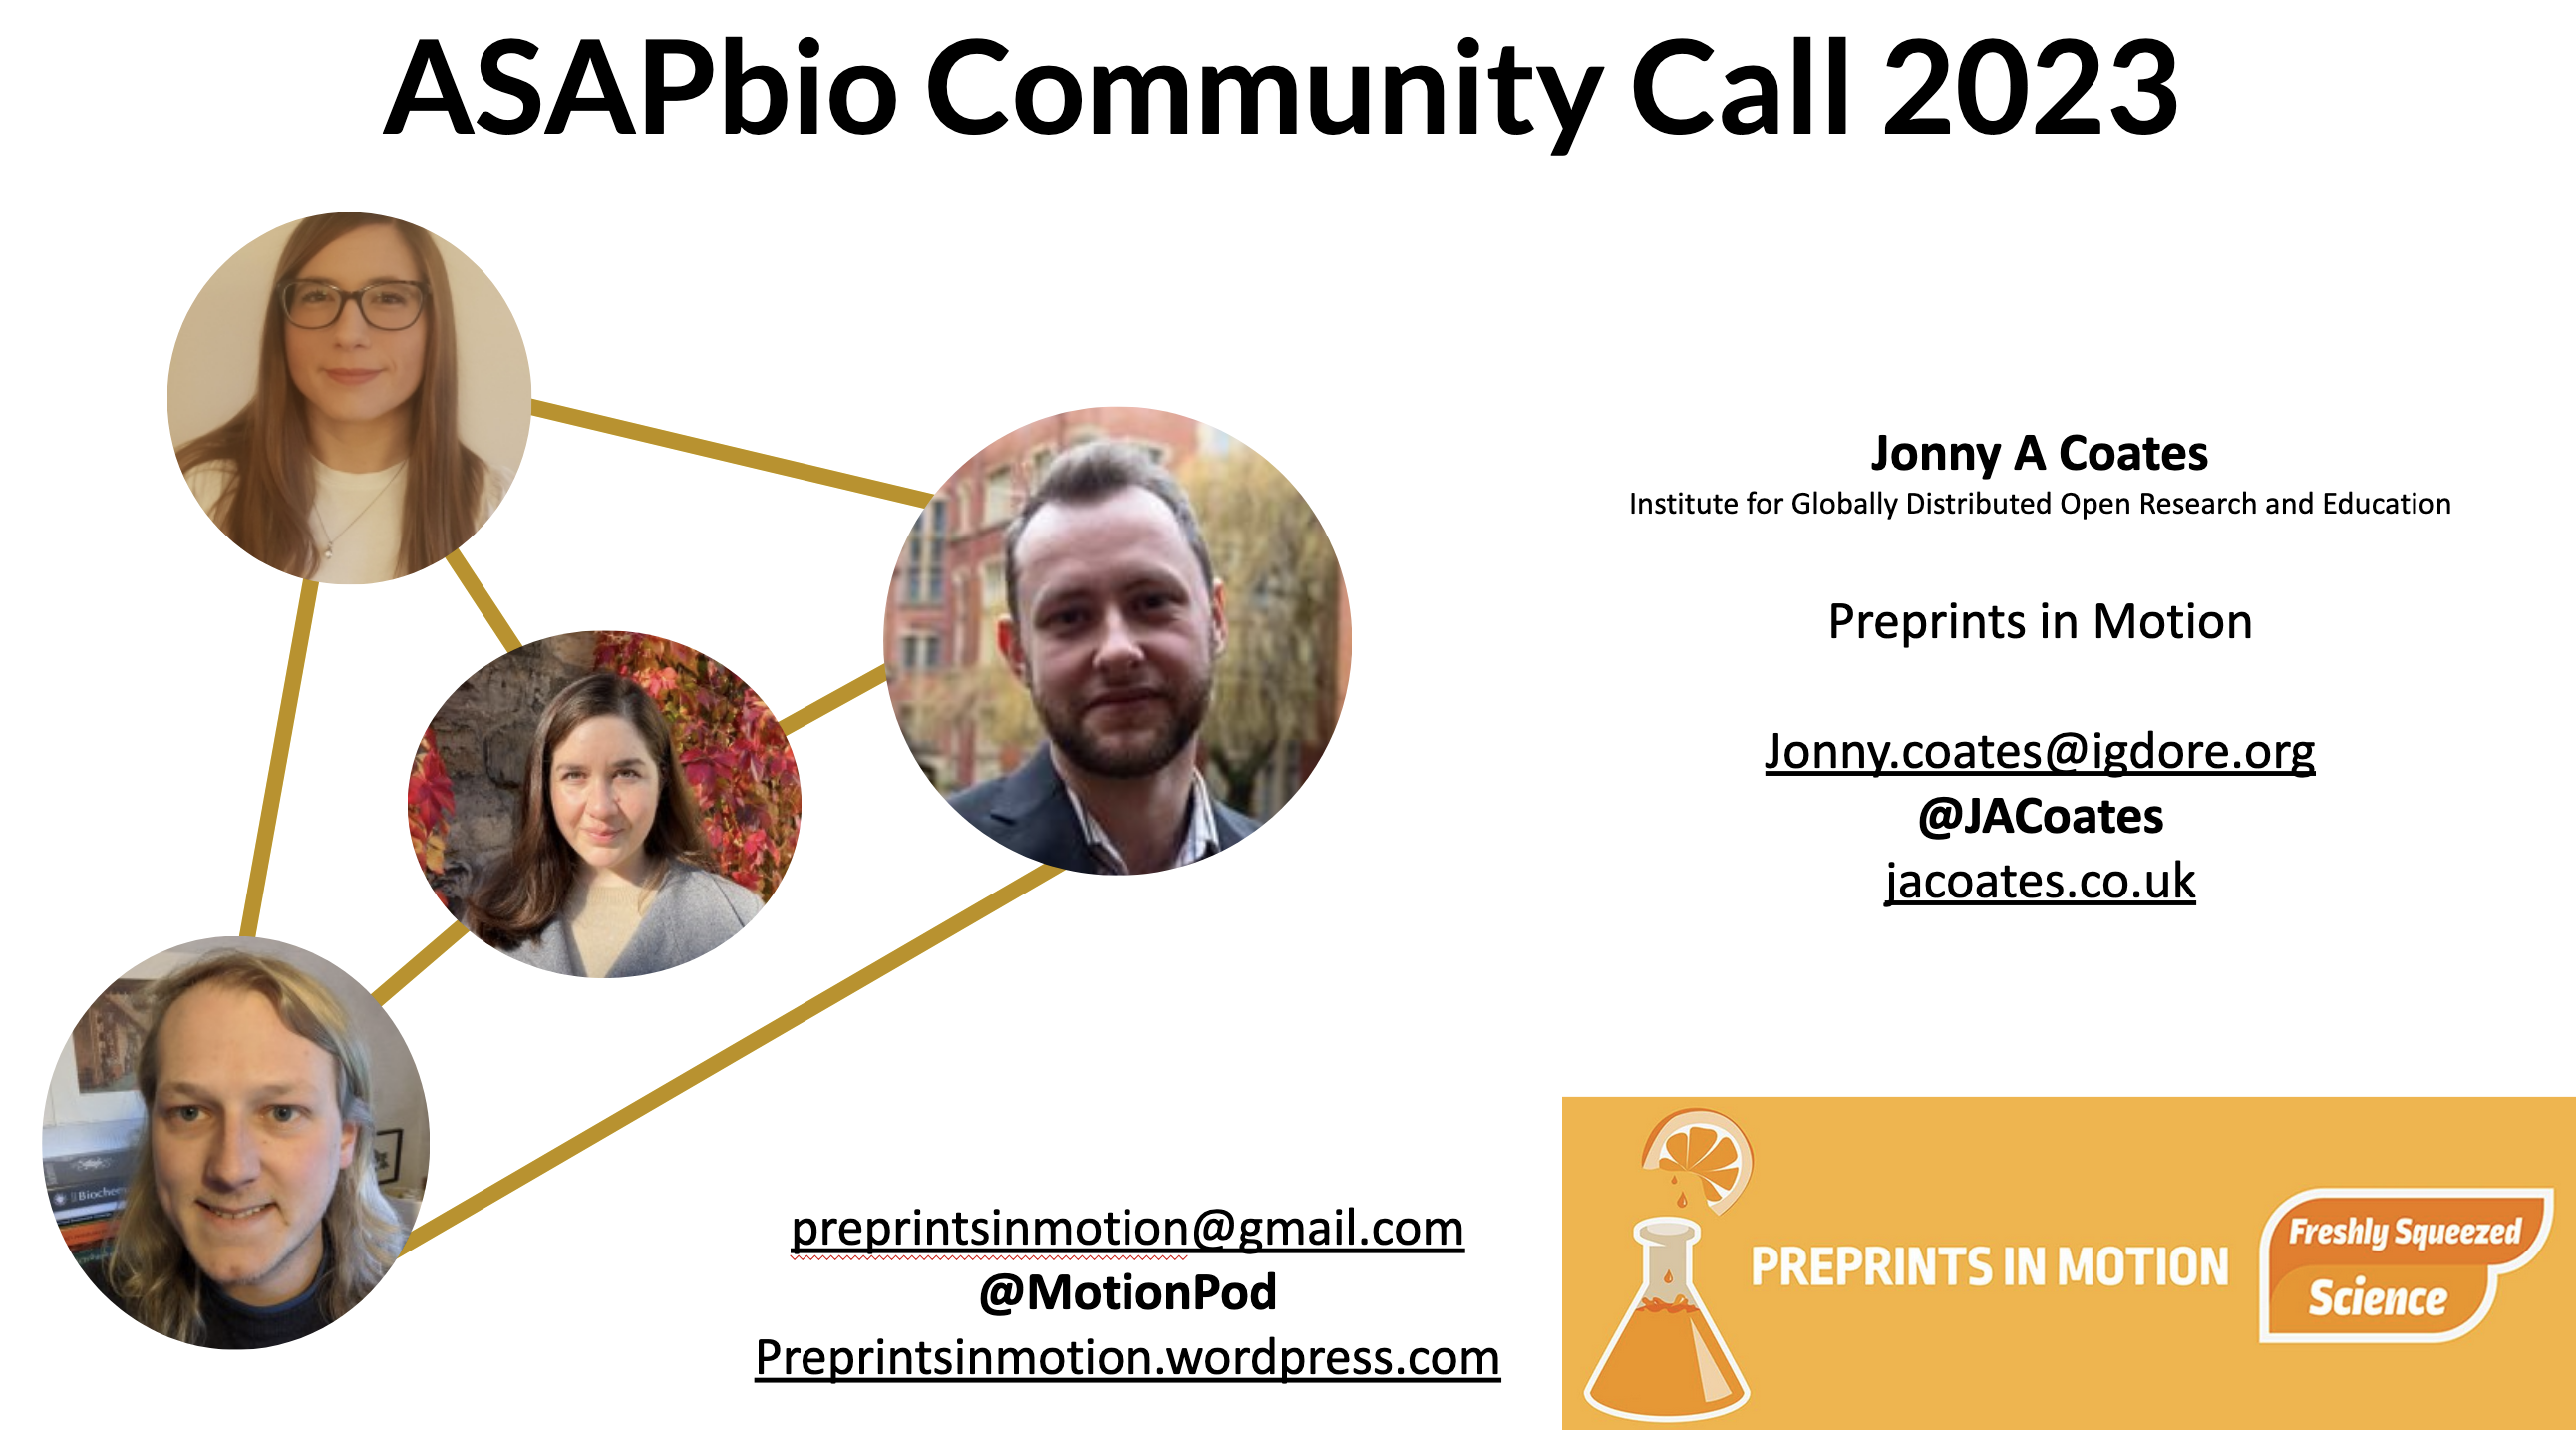 ASAPbio Community Call 2023
Jonny A Coates
Institute for Globally Distributed Open Research and Education
Preprints in Motion
Jonny.coates@igdore.org
@JACoates
jacoates.co.uk
preprintsinmotion@gmail.com
@MotionPod
Preprintsinmotion.wordpress.com
PREPRINTS IN MOTION
Freshly Squeezed
Science